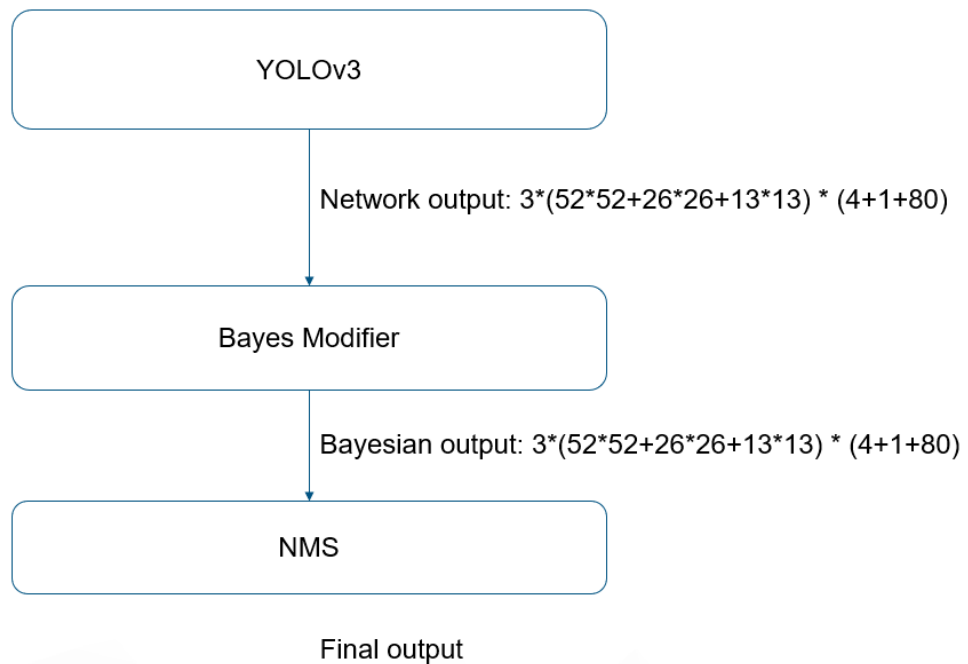 YOLOv3
Network output: 3*(52*52+26*26+13*13) * (4+1+80)
Bayes Modifier
Bayesian output: 3*(52*52+26*26+13*13) * (4+1+80)
NMS
Final output